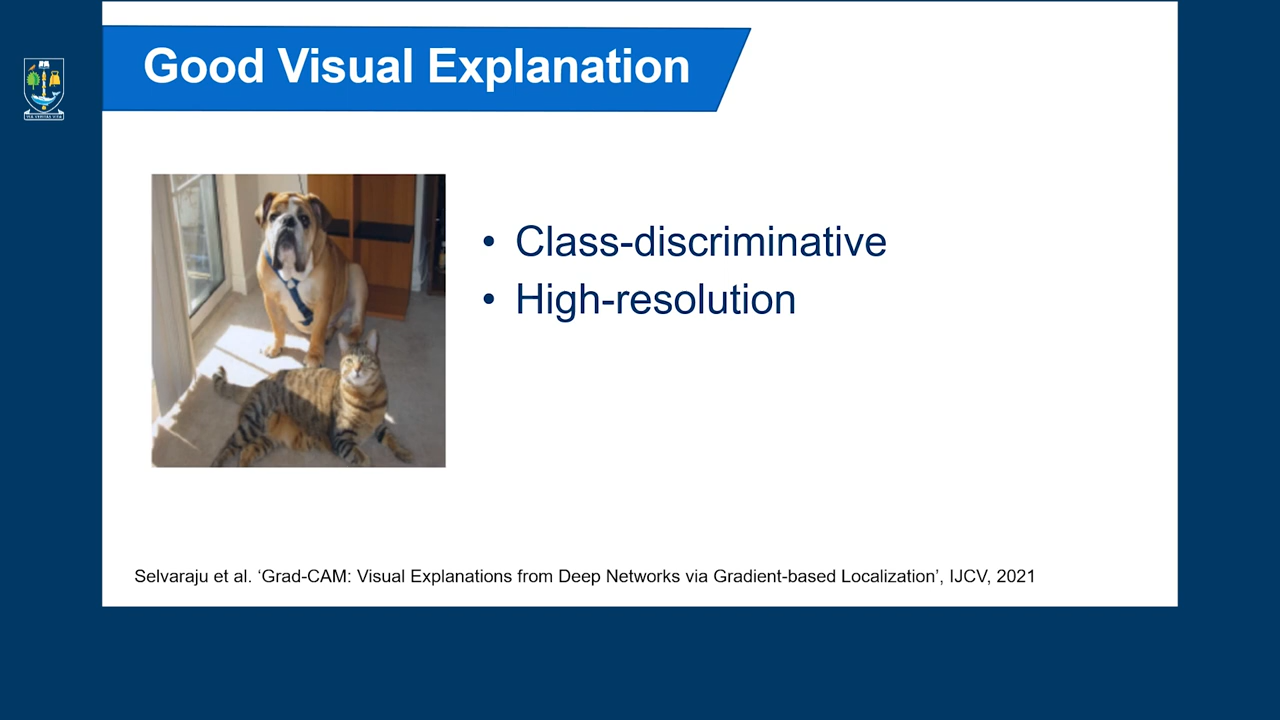 Good Visual Explanation
• Class-discriminative
• High-resolution
Selvaraju et al. ‘Grad-CAM: Visual Explanations from Deep Networks via Gradient-based Localization’, IJCV, 2021